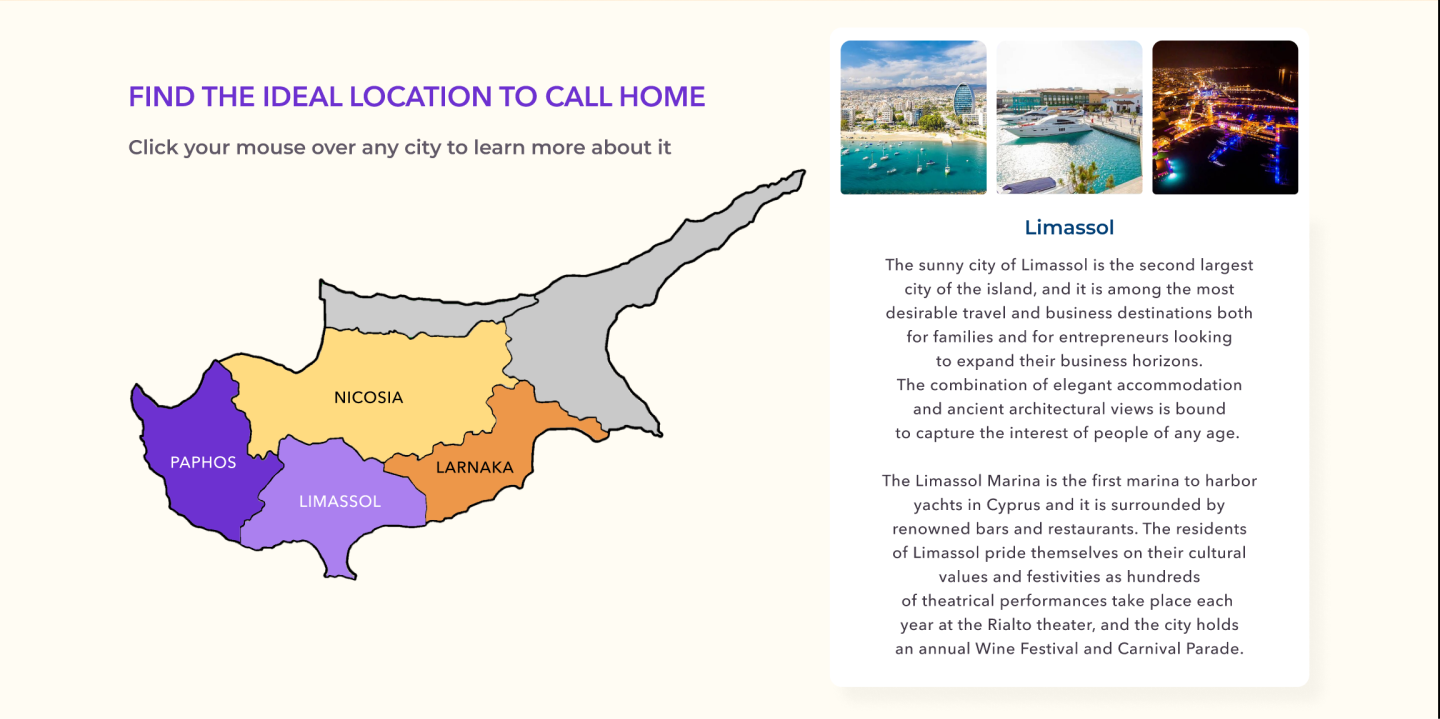 FIND THE IDEAL LOCATION TO CALL HOME
Click your mouse over any city to learn more about it
NICOSIA
PAPHOS
LARNAKA
LIMASSOL
Limassol
The sunny city of Limassol is the second largest
city of the island, and it is among the most
desirable travel and business destinations both
for families and for entrepreneurs looking
to expand their business horizons.
The combination of elegant accommodation
and ancient architectural views is bound
to capture the interest of people of any age.
The Limassol Marina is the first marina to harbor
yachts in Cyprus and it is surrounded by
renowned bars and restaurants. The residents
of Limassol pride themselves on their cultural
values and festivities as hundreds
of theatrical performances take place each
year at the Rialto theater, and the city holds
an annual Wine Festival and Carnival Parade.